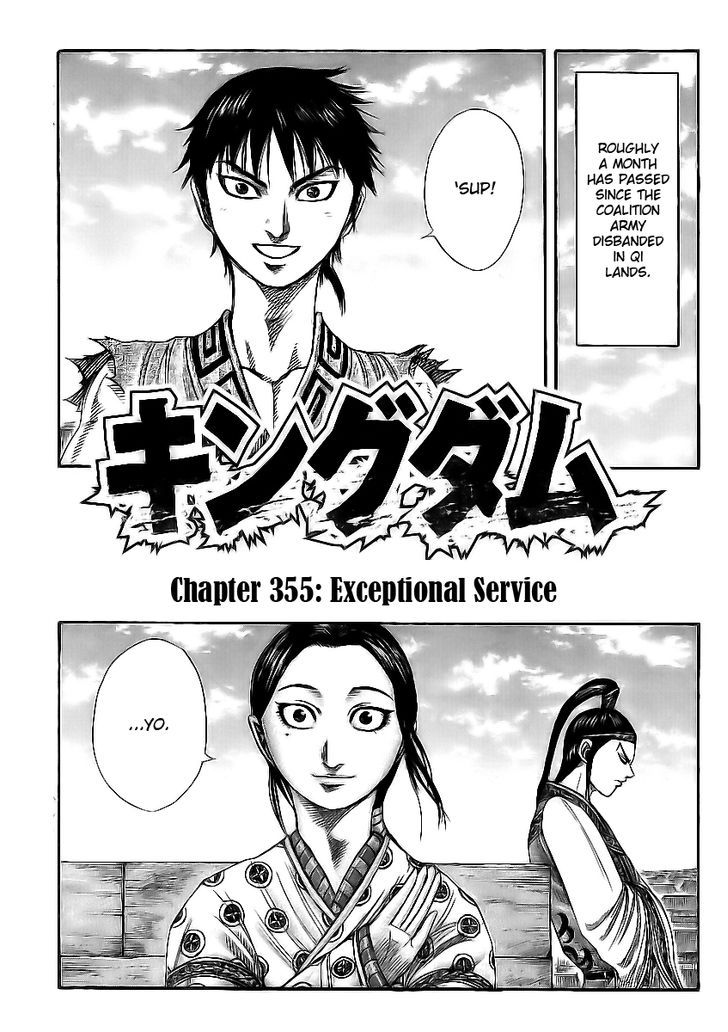 ROUGHLY
A MONTH
HAS PASSED
SINCE THE
COALITION
ARMY
DISBANDED
IN QI
LANDS.
'SUP!
キングダム
Chapter 355: Exceptional Service
...YO.